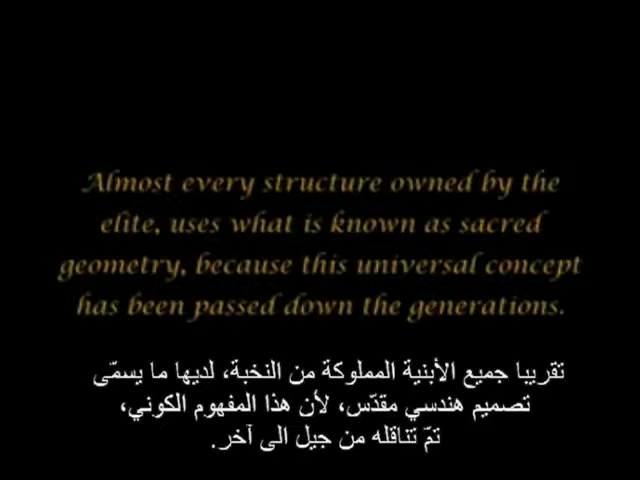 Almost every structure owned by the
elite, uses what is known as sacred
geometry, because this universal concept
has been passed down the generations.
تقريبا جميع الأبنية المملوكة من النخبة، لديها ما يسمّى
تصميم هندسي مقدّس، لأن هذا المفهوم الكوني،
تمّ تناقله من جيل الى آخر.